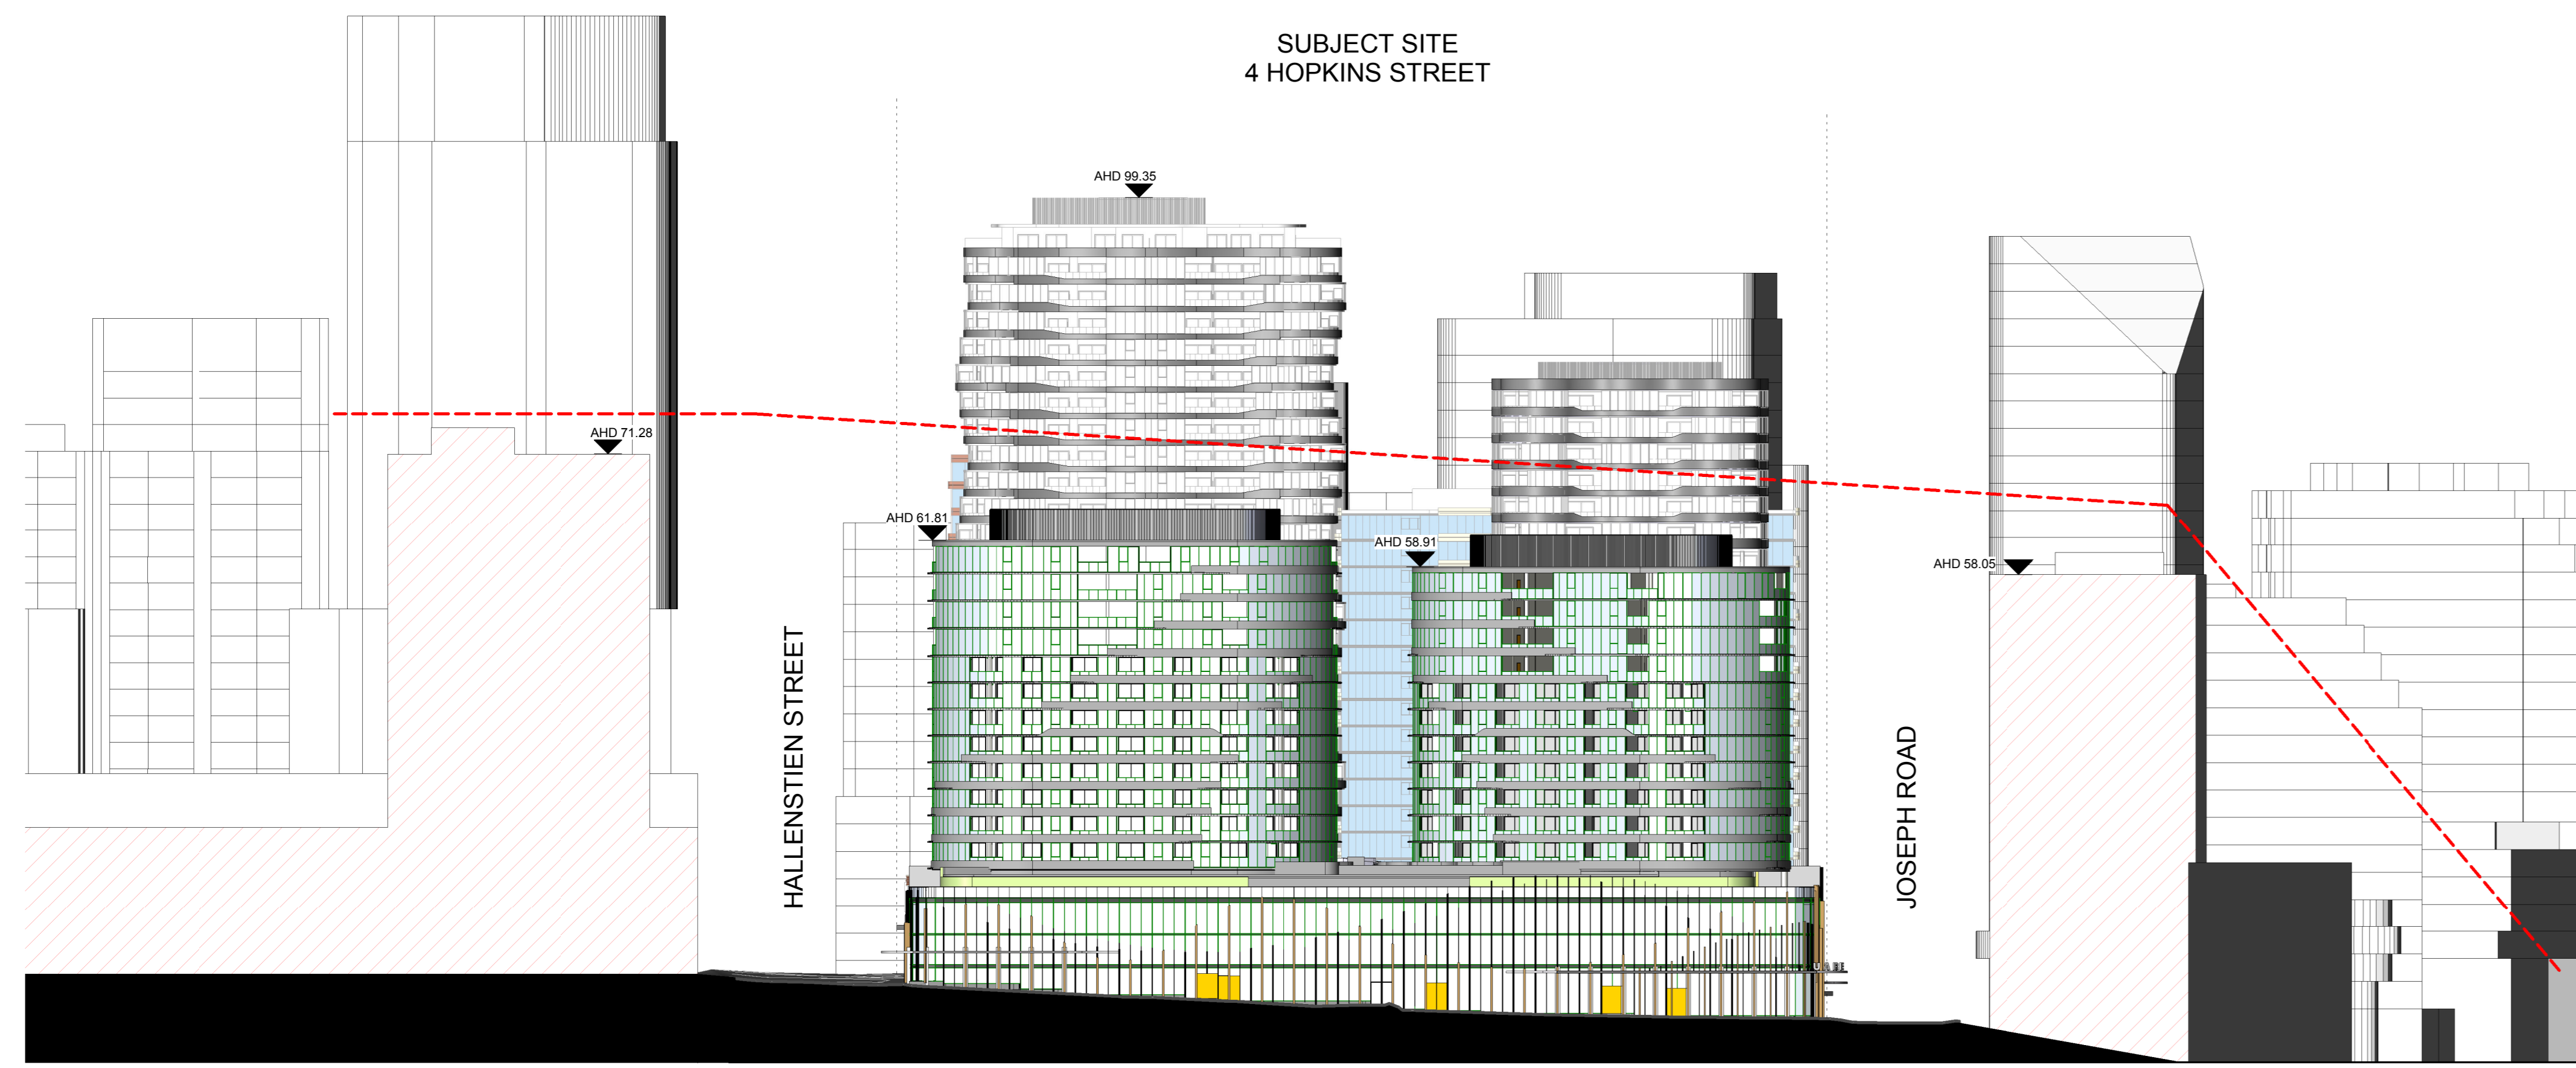 SUBJECT SITE
4 HOPKINS STREET
AHD 99.35
AHD 71.28
AHD 61.81
AHD 58.91
AHD 58.05
HALLENSTIEN STREET
JOSEPH ROAD